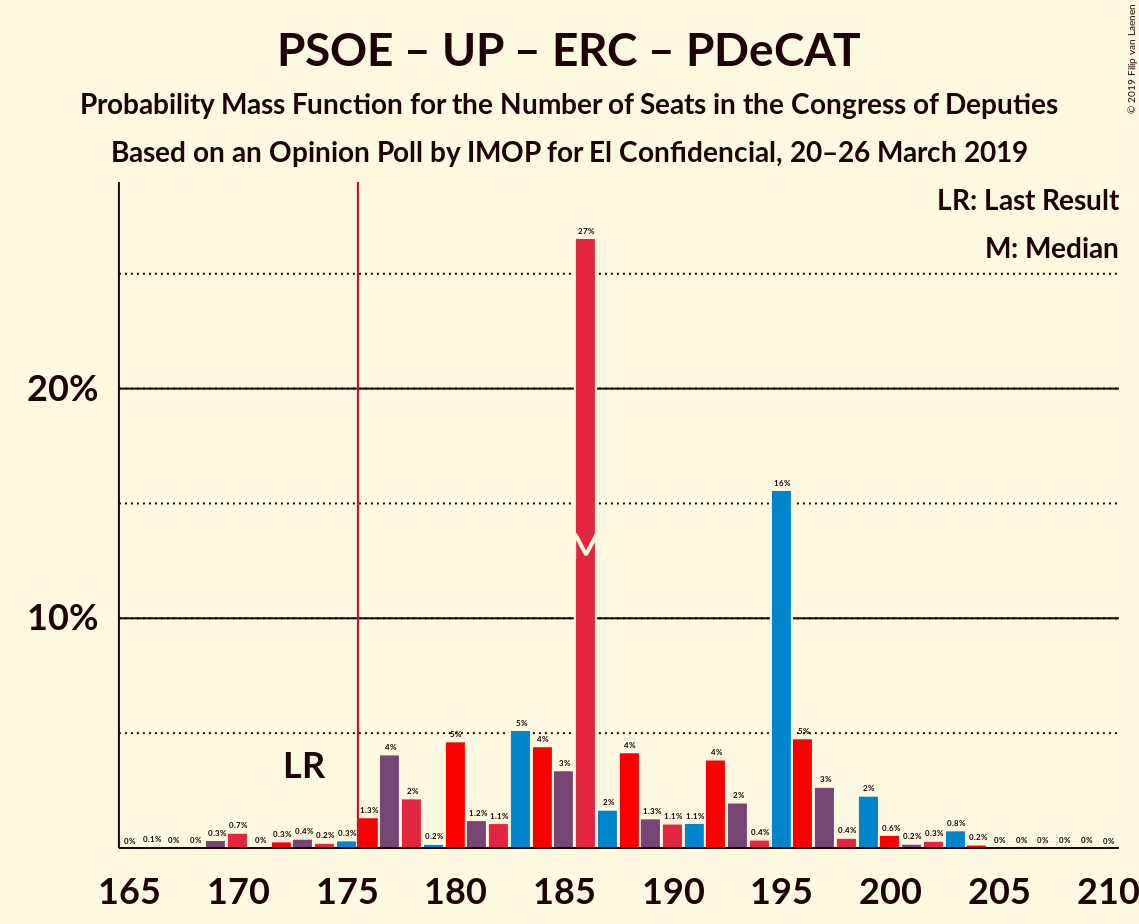 © 2019 Filip van Laenen
PSOE – UP – ERC – PDeCAT
Probability Mass Function for the Number of Seats in the Congress of Deputies
Based on an Opinion Poll by IMOP for El Confidencial, 20–26 March 2019
LR: Last Result
M: Median
20%
10%
LR
M
0% 0.1% 0% 0% 0.3% 0.7% 0% 0.3% 0.4% 0.2% 0.3% 1.3% 4% 2% 0.2% 5% 1.2% 1.1% 5% 4% 3% 27% 2% 4% 1.3% 1.1% 1.1% 4% 2% 0.4% 16% 5% 3% 0.4% 2% 0.6% 0.2% 0.3% 0.8% 0.2% 0% 0% 0% 0% 0% 0%
165 170 175 180 185 190 195 200 205 210